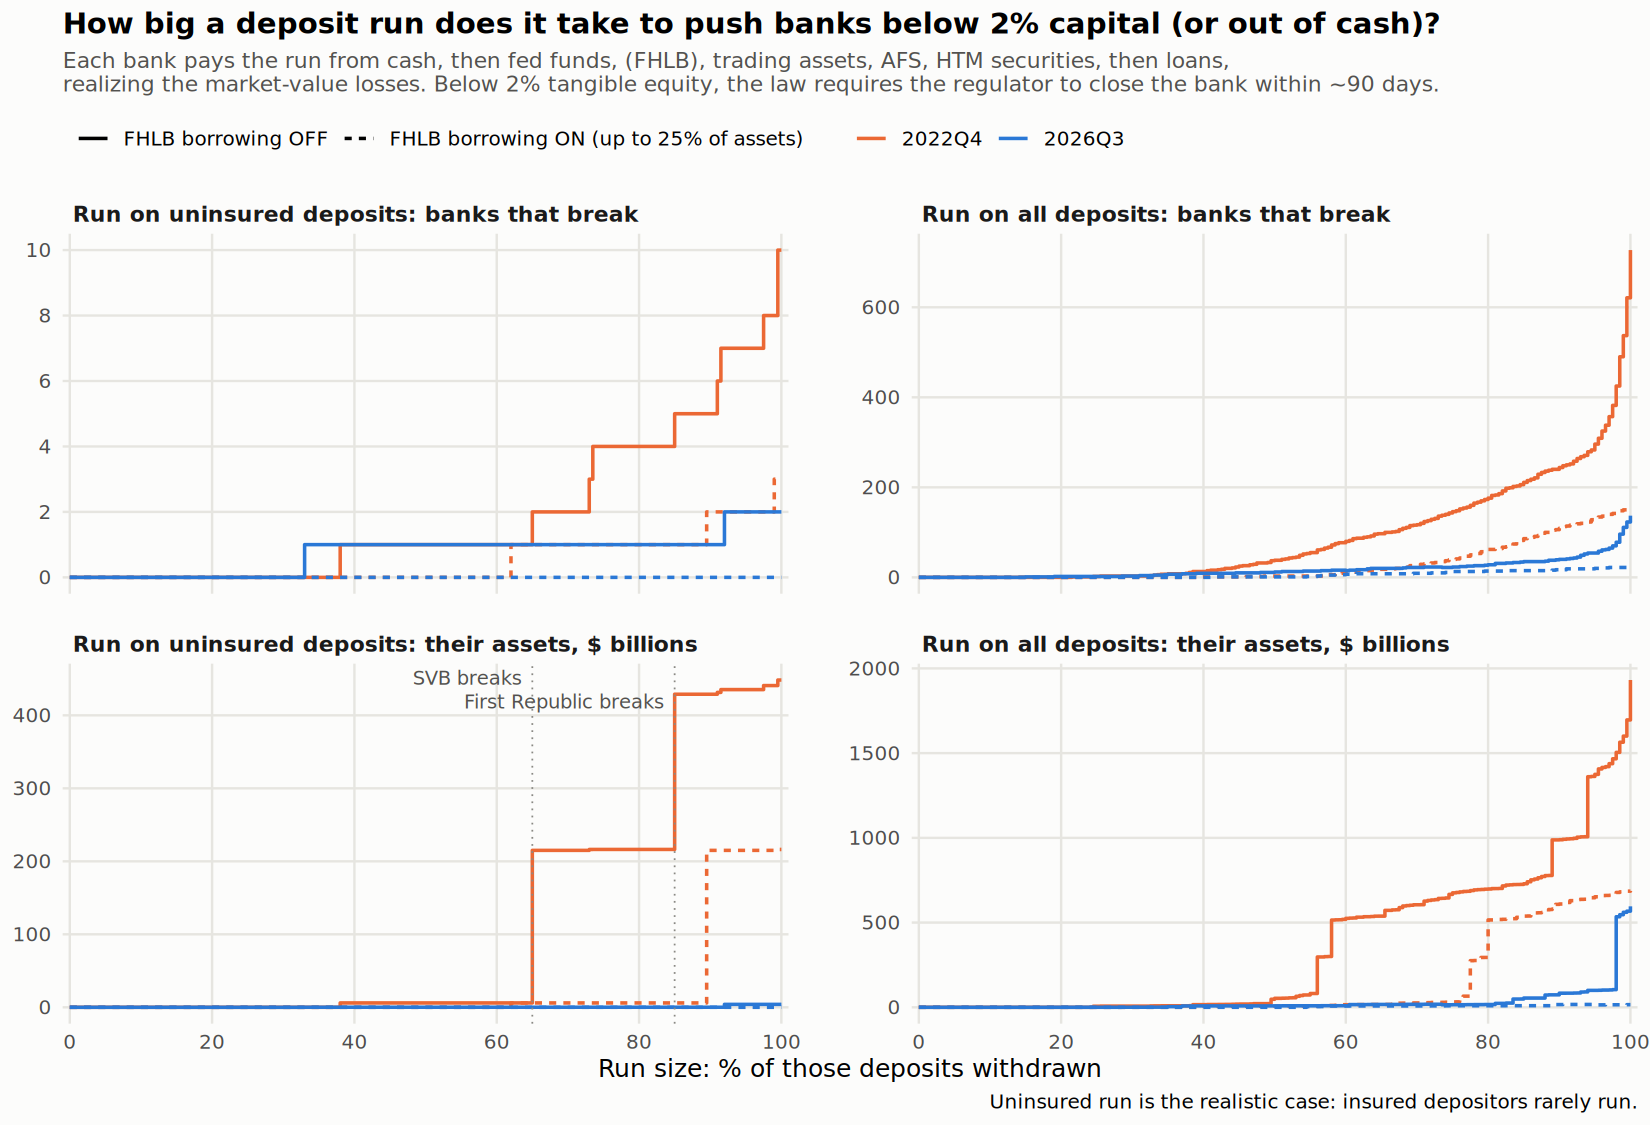 How big a deposit run does it take to push banks below 2% capital (or out of cash)?
Each bank pays the run from cash, then fed funds, (FHLB), trading assets, AFS, HTM securities, then loans,
realizing the market-value losses. Below 2% tangible equity, the law requires the regulator to close the bank within ~90 days.
FHLB borrowing OFF FHLB borrowing ON (up to 25% of assets) 2022Q4 2026Q3
Run on uninsured deposits: banks that break
10
8
6
4
2
0
Run on all deposits: banks that break
600
400
200
0
Run on uninsured deposits: their assets, $ billions
SVB breaks
First Republic breaks
400
300
200
100
0
0 20 40 60 80 100
Run on all deposits: their assets, $ billions
2000
1500
1000
500
0
0 20 40 60 80 100
Run size: % of those deposits withdrawn
Uninsured run is the realistic case: insured depositors rarely run.